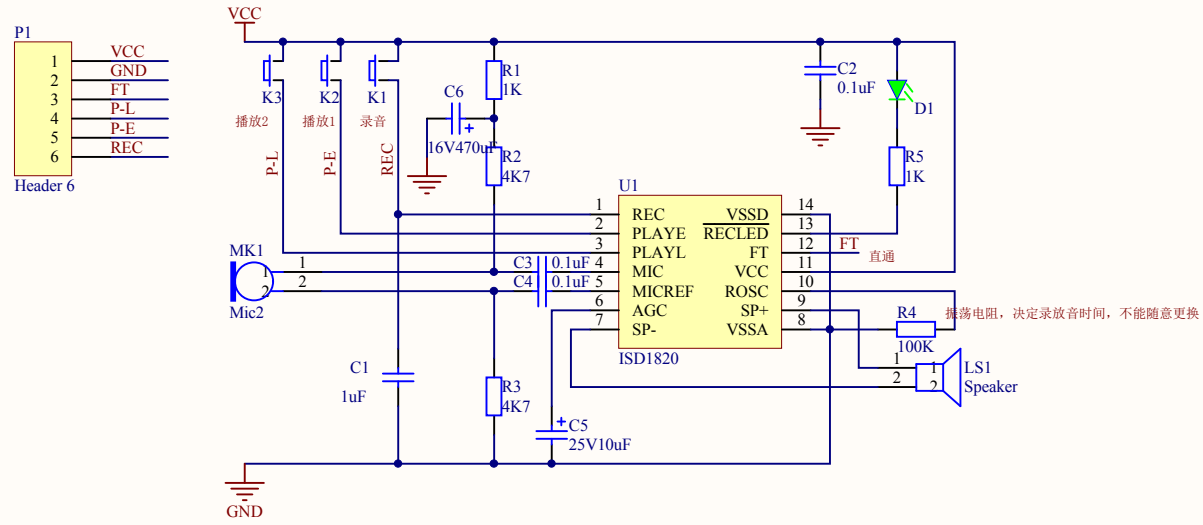 P1
1
2
3
4
5
6
VCC
GND
FT
P-L
P-E
REC
Header 6
VCC
K3
K2
K1
播放2
播放1
录音
P-L
P-E
REC
R1
1K
C6
16V470uF
R2
4K7
C2
0.1uF
D1
R5
1K
U1
1 REC
2 PLAYE
3 PLAYL
4 MIC
5 MICREF
6 AGC
7 SP-
VSSD 14
RECLED 13
FT 12
VCC 11
ROSC 10
SP+ 9
VSSA 8
ISD1820
FT
直通
MK1
1
2
1
2
Mic2
C3 0.1uF
C4 0.1uF
R4
100K
振荡电阻，决定录放音时间，不能随意更换
1
2
1
2
LS1
Speaker
C1
1uF
R3
4K7
C5
25V10uF
GND